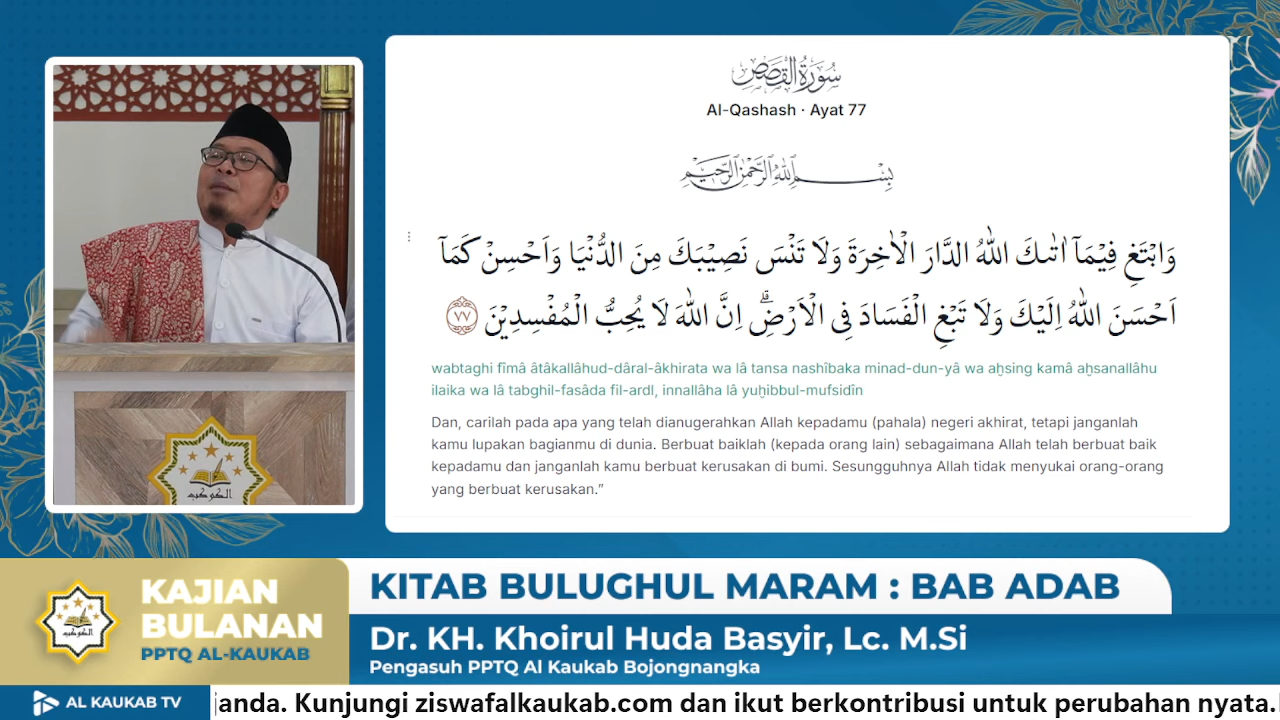 سُوْرَةُ القَصَصِ
Al-Qashash · Ayat 77
بِسْمِ اللّٰهِ الرَّحْمٰنِ الرَّحِيْمِ
وَابْتَغِ فِيْمَآ اٰتٰىكَ اللّٰهُ الدَّارَ الْاٰخِرَةَ وَلَا تَنْسَ نَصِيْبَكَ مِنَ الدُّنْيَا وَاَحْسِنْ كَمَآ
اَحْسَنَ اللّٰهُ اِلَيْكَ وَلَا تَبْغِ الْفَسَادَ فِى الْاَرْضِۗ اِنَّ اللّٰهَ لَا يُحِبُّ الْمُفْسِدِيْنَ ٧٧
wabtaghi fîmâ âtâkallâhud-dâral-âkhirata wa lâ tansa nashîbaka minad-dun-yâ wa aḫsing kamâ aḫsanallâhu
ilaika wa lâ tabghil-fasâda fil-ardl, innallâha lâ yuḫibbul-mufsidîn
Dan, carilah pada apa yang telah dianugerahkan Allah kepadamu (pahala) negeri akhirat, tetapi janganlah
kamu lupakan bagianmu di dunia. Berbuat baiklah (kepada orang lain) sebagaimana Allah telah berbuat baik
kepadamu dan janganlah kamu berbuat kerusakan di bumi. Sesungguhnya Allah tidak menyukai orang-orang
yang berbuat kerusakan.”
الكوكب
الكوكب
KAJIAN
BULANAN
PPTQ AL-KAUKAB
KITAB BULUGHUL MARAM : BAB ADAB
Dr. KH. Khoirul Huda Basyir, Lc. M.Si
Pengasuh PPTQ Al Kaukab Bojongnangka
AL KAUKAB TV
janda. Kunjungi ziswafalkaukab.com dan ikut berkontribusi untuk perubahan nyata.